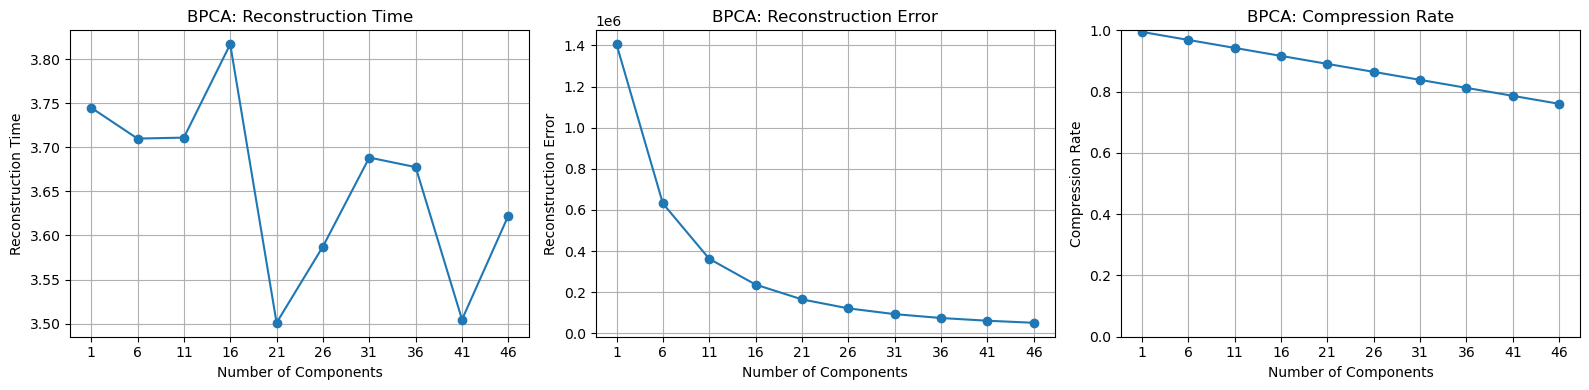 BPCA: Reconstruction Time
Reconstruction Time
3.80
3.75
3.70
3.65
3.60
3.55
3.50
1 6 11 16 21 26 31 36 41 46
Number of Components
BPCA: Reconstruction Error
1e6
Reconstruction Error
1.4
1.2
1.0
0.8
0.6
0.4
0.2
0.0
1 6 11 16 21 26 31 36 41 46
Number of Components
BPCA: Compression Rate
Compression Rate
1.0
0.8
0.6
0.4
0.2
0.0
1 6 11 16 21 26 31 36 41 46
Number of Components